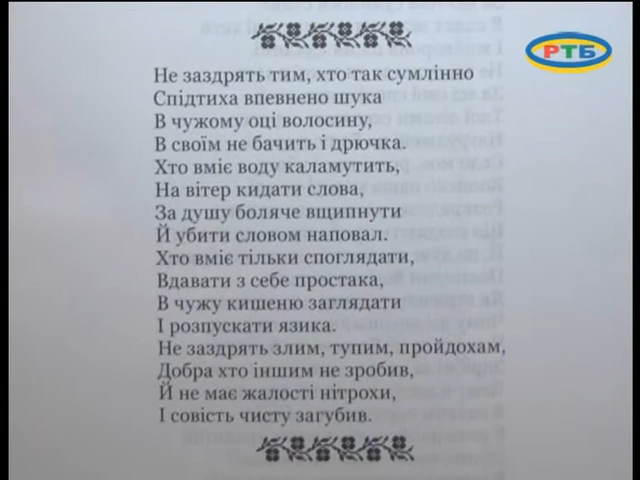 РТБ
Не заздрять тим, хто так сумлінно
Спідтиха впевнено шука
В чужому оці волосину,
В своїм не бачить і дрючка.
Хто вміє воду каламутить,
На вітер кидати слова,
За душу боляче вщипнути
Й убити словом наповал.
Хто вміє тільки споглядати,
Вдавати з себе простака,
В чужу кишеню заглядати
І розпускати язика.
Не заздрять злим, тупим, пройдохам,
Добра хто іншим не зробив,
Й не має жалості нітрохи,
І совість чисту загубив.